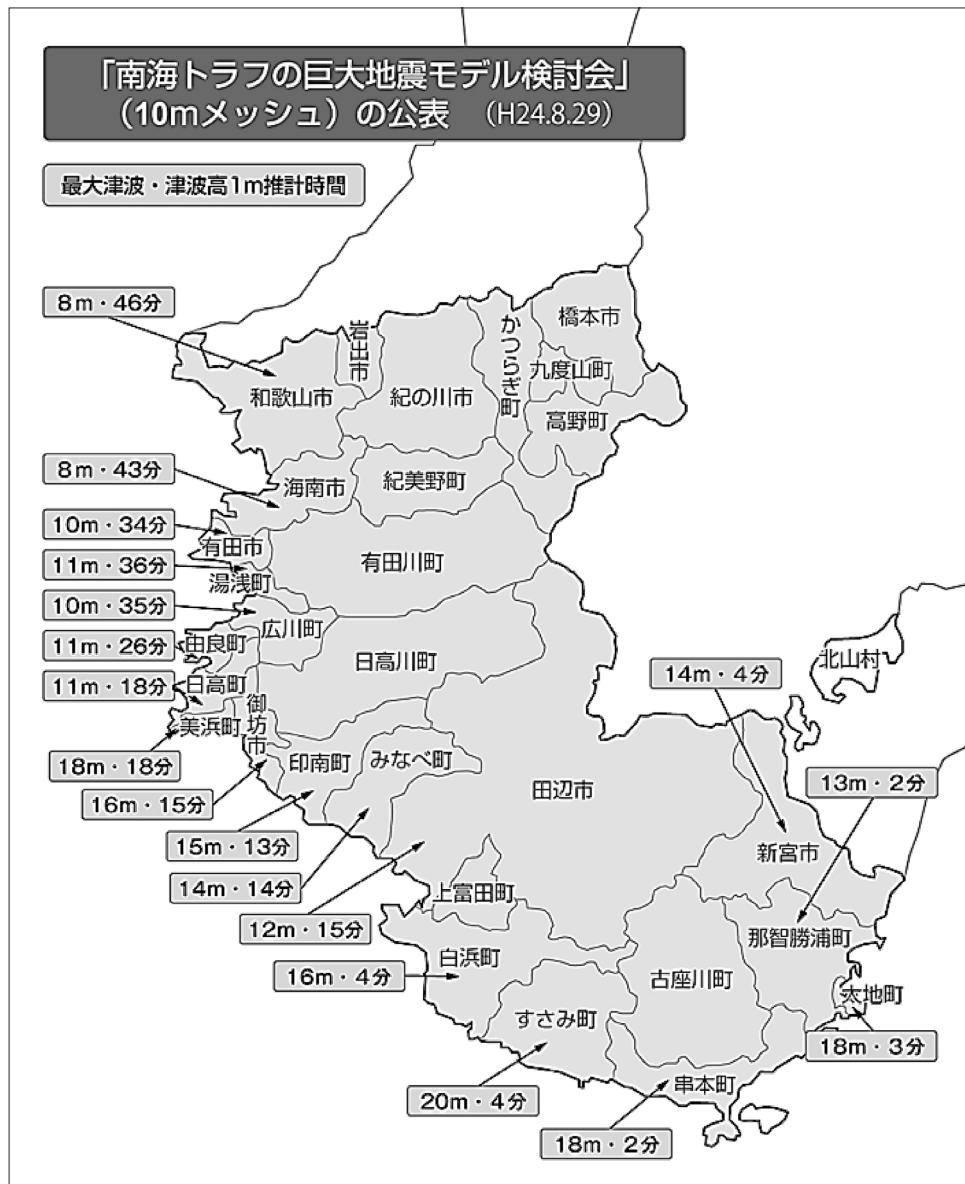 「南海トラフの巨大地震モデル検討会」
（10mメッシュ）の公表 （H24.8.29）
最大津波・津波高1m推計時間
8m・46分
岩出市
かつらぎ町
橋本市
九度山町
和歌山市
紀の川市
高野町
8m・43分
海南市
紀美野町
10m・34分
有田市
有田川町
11m・36分
湯浅町
10m・35分
広川町
11m・26分
由良町
日高川町
北山村
14m・4分
11m・18分
日高町
御坊市
美浜町
18m・18分
印南町
みなべ町
田辺市
13m・2分
16m・15分
15m・13分
新宮市
14m・14分
上富田町
12m・15分
那智勝浦町
白浜町
16m・4分
古座川町
太地町
すさみ町
18m・3分
串本町
20m・4分
18m・2分